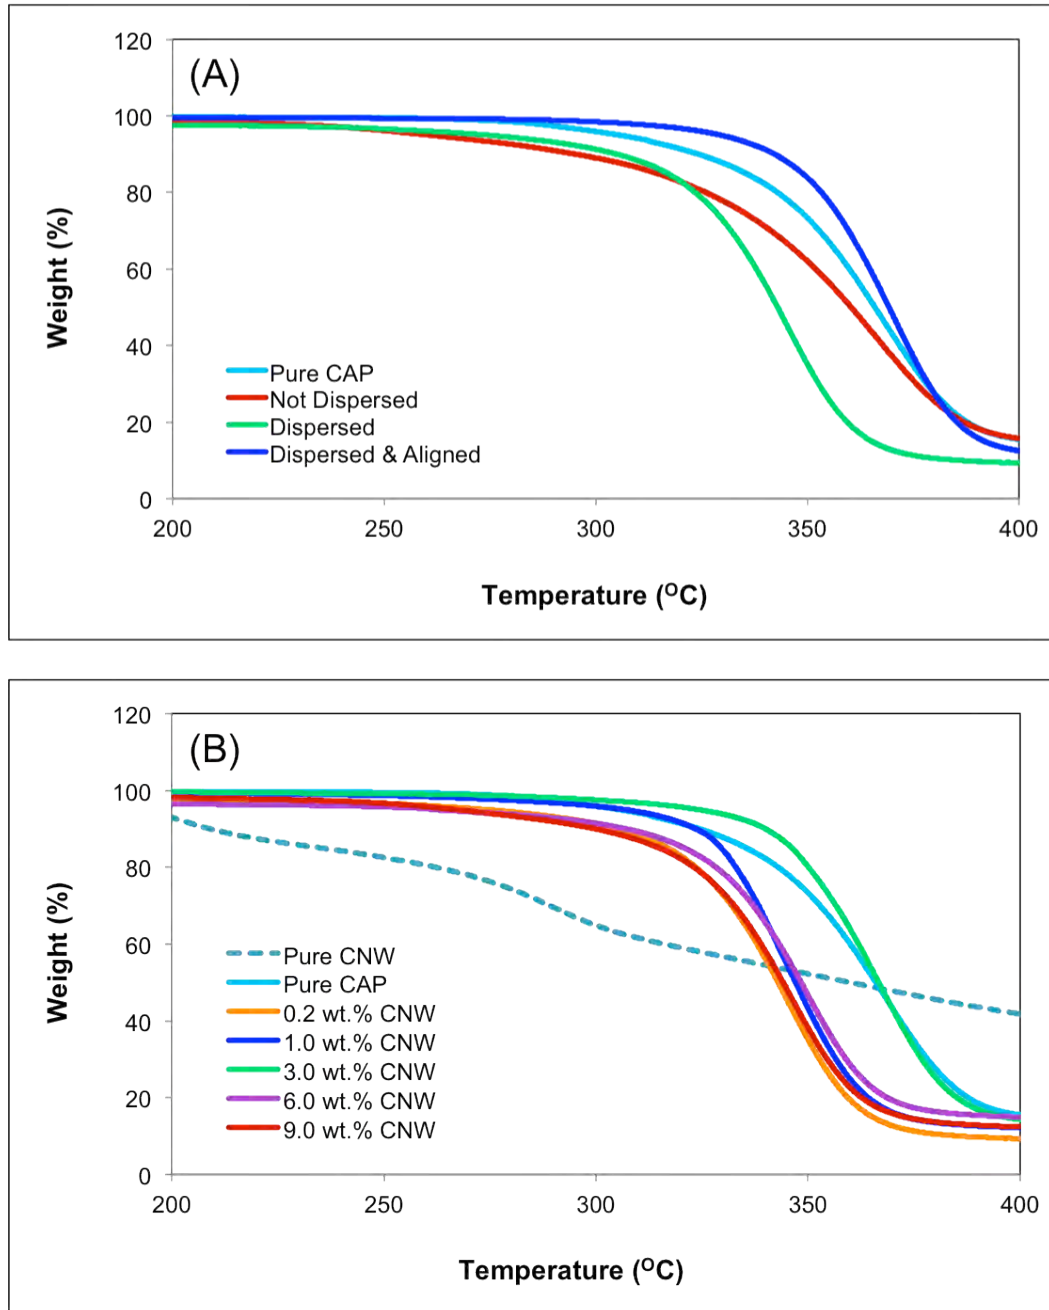 (A)
120
100
80
60
40
20
0
Weight (%)
Pure CAP
Not Dispersed
Dispersed
Dispersed & Aligned
200 250 300 350 400
Temperature (OC)
(B)
120
100
80
60
40
20
0
Weight (%)
Pure CNW
Pure CAP
0.2 wt.% CNW
1.0 wt.% CNW
3.0 wt.% CNW
6.0 wt.% CNW
9.0 wt.% CNW
200 250 300 350 400
Temperature (OC)